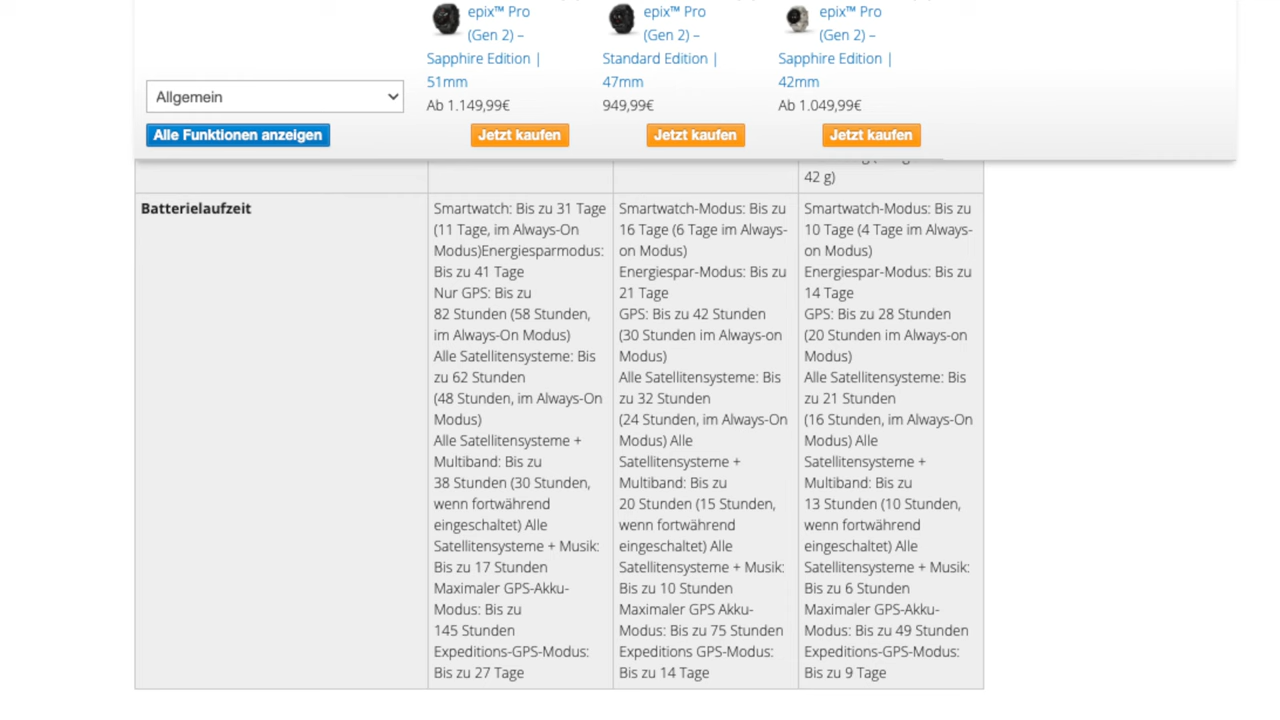 epix™ Pro
(Gen 2) –
Sapphire Edition |
51mm
Ab 1.149,99€
Jetzt kaufen
epix™ Pro
(Gen 2) –
Standard Edition |
47mm
949,99€
Jetzt kaufen
epix™ Pro
(Gen 2) –
Sapphire Edition |
42mm
Ab 1.049,99€
Jetzt kaufen
Allgemein
Alle Funktionen anzeigen
42 g)
Batterielaufzeit
Smartwatch: Bis zu 31 Tage
(11 Tage, im Always-On
Modus)Energiesparmodus:
Bis zu 41 Tage
Nur GPS: Bis zu
82 Stunden (58 Stunden,
im Always-On Modus)
Alle Satellitensysteme: Bis
zu 62 Stunden
(48 Stunden, im Always-On
Modus)
Alle Satellitensysteme +
Multiband: Bis zu
38 Stunden (30 Stunden,
wenn fortwährend
eingeschaltet) Alle
Satellitensysteme + Musik:
Bis zu 17 Stunden
Maximaler GPS-Akku-
Modus: Bis zu
145 Stunden
Expeditions-GPS-Modus:
Bis zu 27 Tage
Smartwatch-Modus: Bis zu
16 Tage (6 Tage im Always-
on Modus)
Energiespar-Modus: Bis zu
21 Tage
GPS: Bis zu 42 Stunden
(30 Stunden im Always-on
Modus)
Alle Satellitensysteme: Bis
zu 32 Stunden
(24 Stunden, im Always-On
Modus) Alle
Satellitensysteme +
Multiband: Bis zu
20 Stunden (15 Stunden,
wenn fortwährend
eingeschaltet) Alle
Satellitensysteme + Musik:
Bis zu 10 Stunden
Maximaler GPS Akku-
Modus: Bis zu 75 Stunden
Expeditions GPS-Modus:
Bis zu 14 Tage
Smartwatch-Modus: Bis zu
10 Tage (4 Tage im Always-
on Modus)
Energiespar-Modus: Bis zu
14 Tage
GPS: Bis zu 28 Stunden
(20 Stunden im Always-on
Modus)
Alle Satellitensysteme: Bis
zu 21 Stunden
(16 Stunden, im Always-On
Modus) Alle
Satellitensysteme +
Multiband: Bis zu
13 Stunden (10 Stunden,
wenn fortwährend
eingeschaltet) Alle
Satellitensysteme + Musik:
Bis zu 6 Stunden
Maximaler GPS-Akku-
Modus: Bis zu 49 Stunden
Expeditions-GPS-Modus:
Bis zu 9 Tage